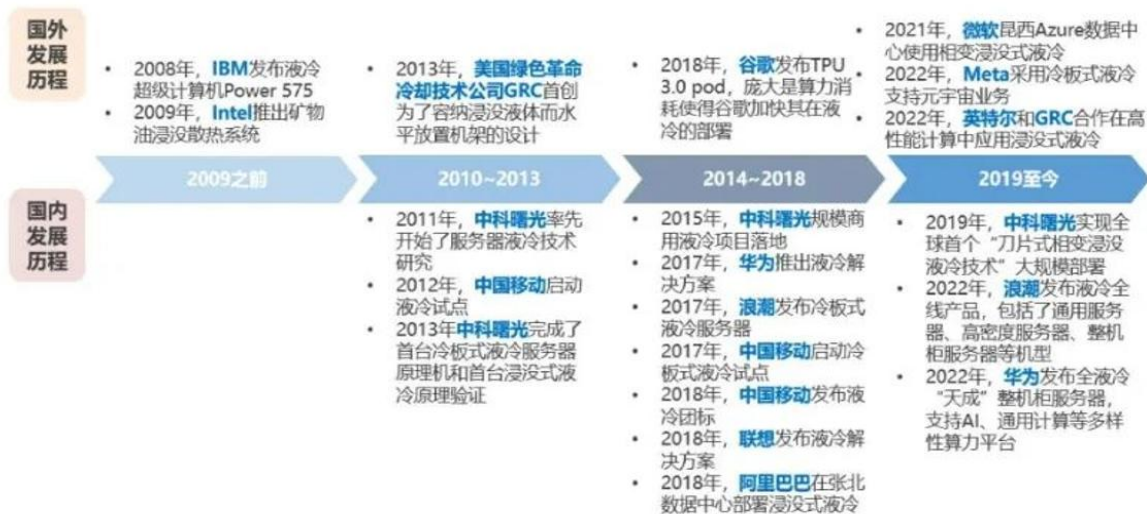 国外
发展
历程
• 2008年，IBM发布液冷
超级计算机Power 575
• 2009年，Intel推出矿物
油浸没散热系统
• 2013年，美国绿色革命
冷却技术公司GRC首创
为了容纳浸没液体而水
平放置机架的设计
• 2018年，谷歌发布TPU
3.0 pod，庞大是算力消
耗使得谷歌加快其在液
冷的部署
• 2021年，微软昆西Azure数据中
心使用相变浸没式液冷
• 2022年，Meta采用冷板式液冷
支持元宇宙业务
• 2022年，英特尔和GRC合作在高
性能计算中应用浸没式液冷
2009之前
2010~2013
2014~2018
2019至今
国内
发展
历程
• 2011年，中科曙光率先
开始了服务器液冷技术
研究
• 2012年，中国移动启动
液冷试点
• 2013年中科曙光完成了
首台冷板式液冷服务器
原理机和首台浸没式液
冷原理验证
• 2015年，中科曙光规模商
用液冷项目落地
• 2017年，华为推出液冷解
决方案
• 2017年，浪潮发布冷板式
液冷服务器
• 2017年，中国移动启动冷
板式液冷试点
• 2018年，中国移动发布液
冷团标
• 2018年，联想发布液冷解
决方案
• 2018年，阿里巴巴在张北
数据中心部署浸没式液冷
• 2019年，中科曙光实现全
球首个“刀片式相变浸没
液冷技术”大规模部署
• 2022年，浪潮发布液冷全
线产品，包括了通用服务
器、高密度服务器、整机
柜服务器等机型
• 2022年，华为发布全液冷
“天成”整机柜服务器，
支持AI、通用计算等多样
性算力平台